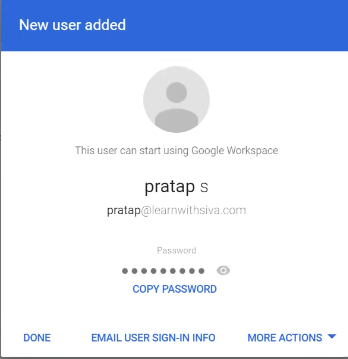 New user added
This user can start using Google Workspace
pratap s
pratap@learnwithsiva.com
Password
•••••••••
COPY PASSWORD
DONE EMAIL USER SIGN-IN INFO MORE ACTIONS